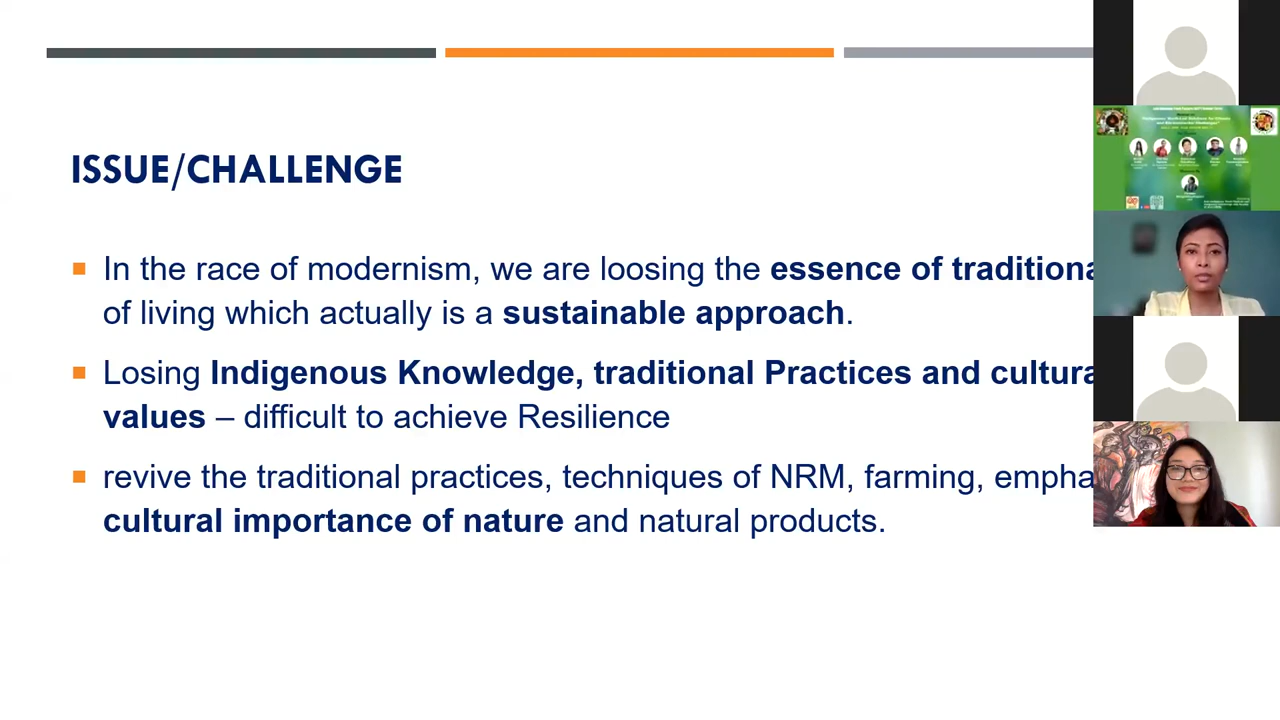 ISSUE/CHALLENGE
In the race of modernism, we are loosing the essence of traditiona
of living which actually is a sustainable approach.
Losing Indigenous Knowledge, traditional Practices and cultura
values – difficult to achieve Resilience
revive the traditional practices, techniques of NRM, farming, empha
cultural importance of nature and natural products.